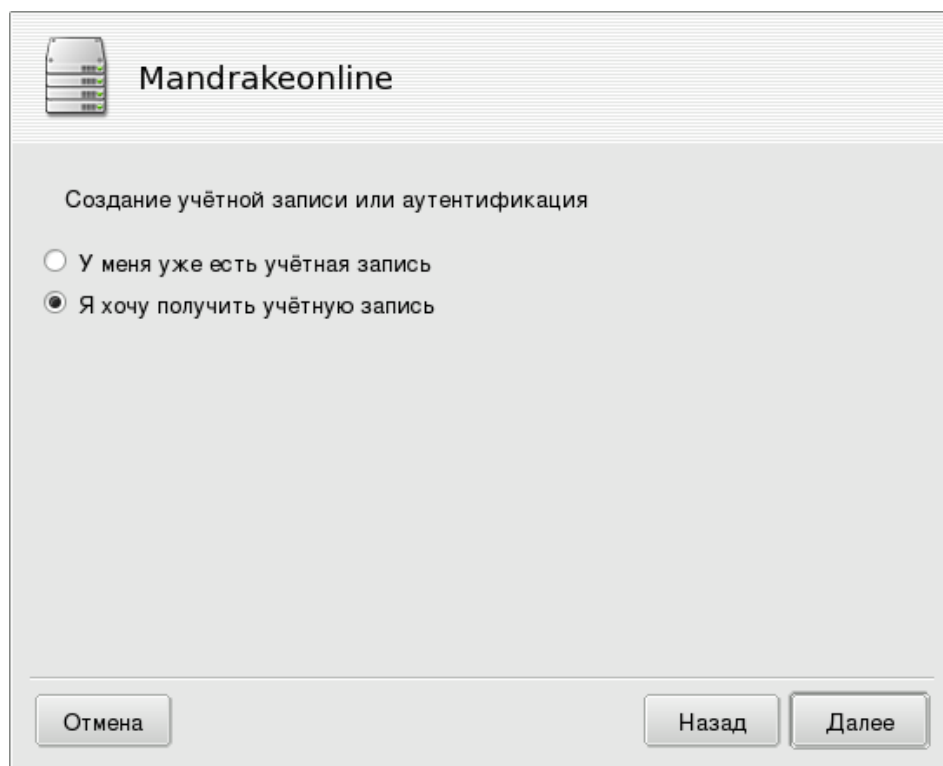 Mandrakeonline
Создание учётной записи или аутентификация
У меня уже есть учётная запись
Я хочу получить учётную запись
Отмена
Назад
Далее